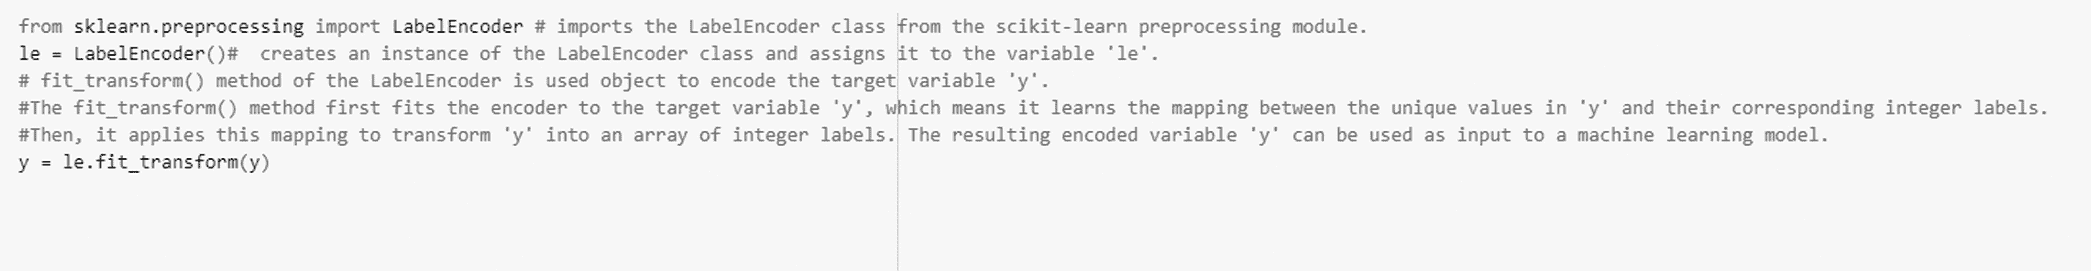 from sklearn.preprocessing import LabelEncoder # imports the LabelEncoder class from the scikit-learn preprocessing module.
le = LabelEncoder()#  creates an instance of the LabelEncoder class and assigns it to the variable 'le'.
# fit_transform() method of the LabelEncoder is used object to encode the target variable 'y'.
#The fit_transform() method first fits the encoder to the target variable 'y', which means it learns the mapping between the unique values in 'y' and their corresponding integer labels.
#Then, it applies this mapping to transform 'y' into an array of integer labels. The resulting encoded variable 'y' can be used as input to a machine learning model.
y = le.fit_transform(y)